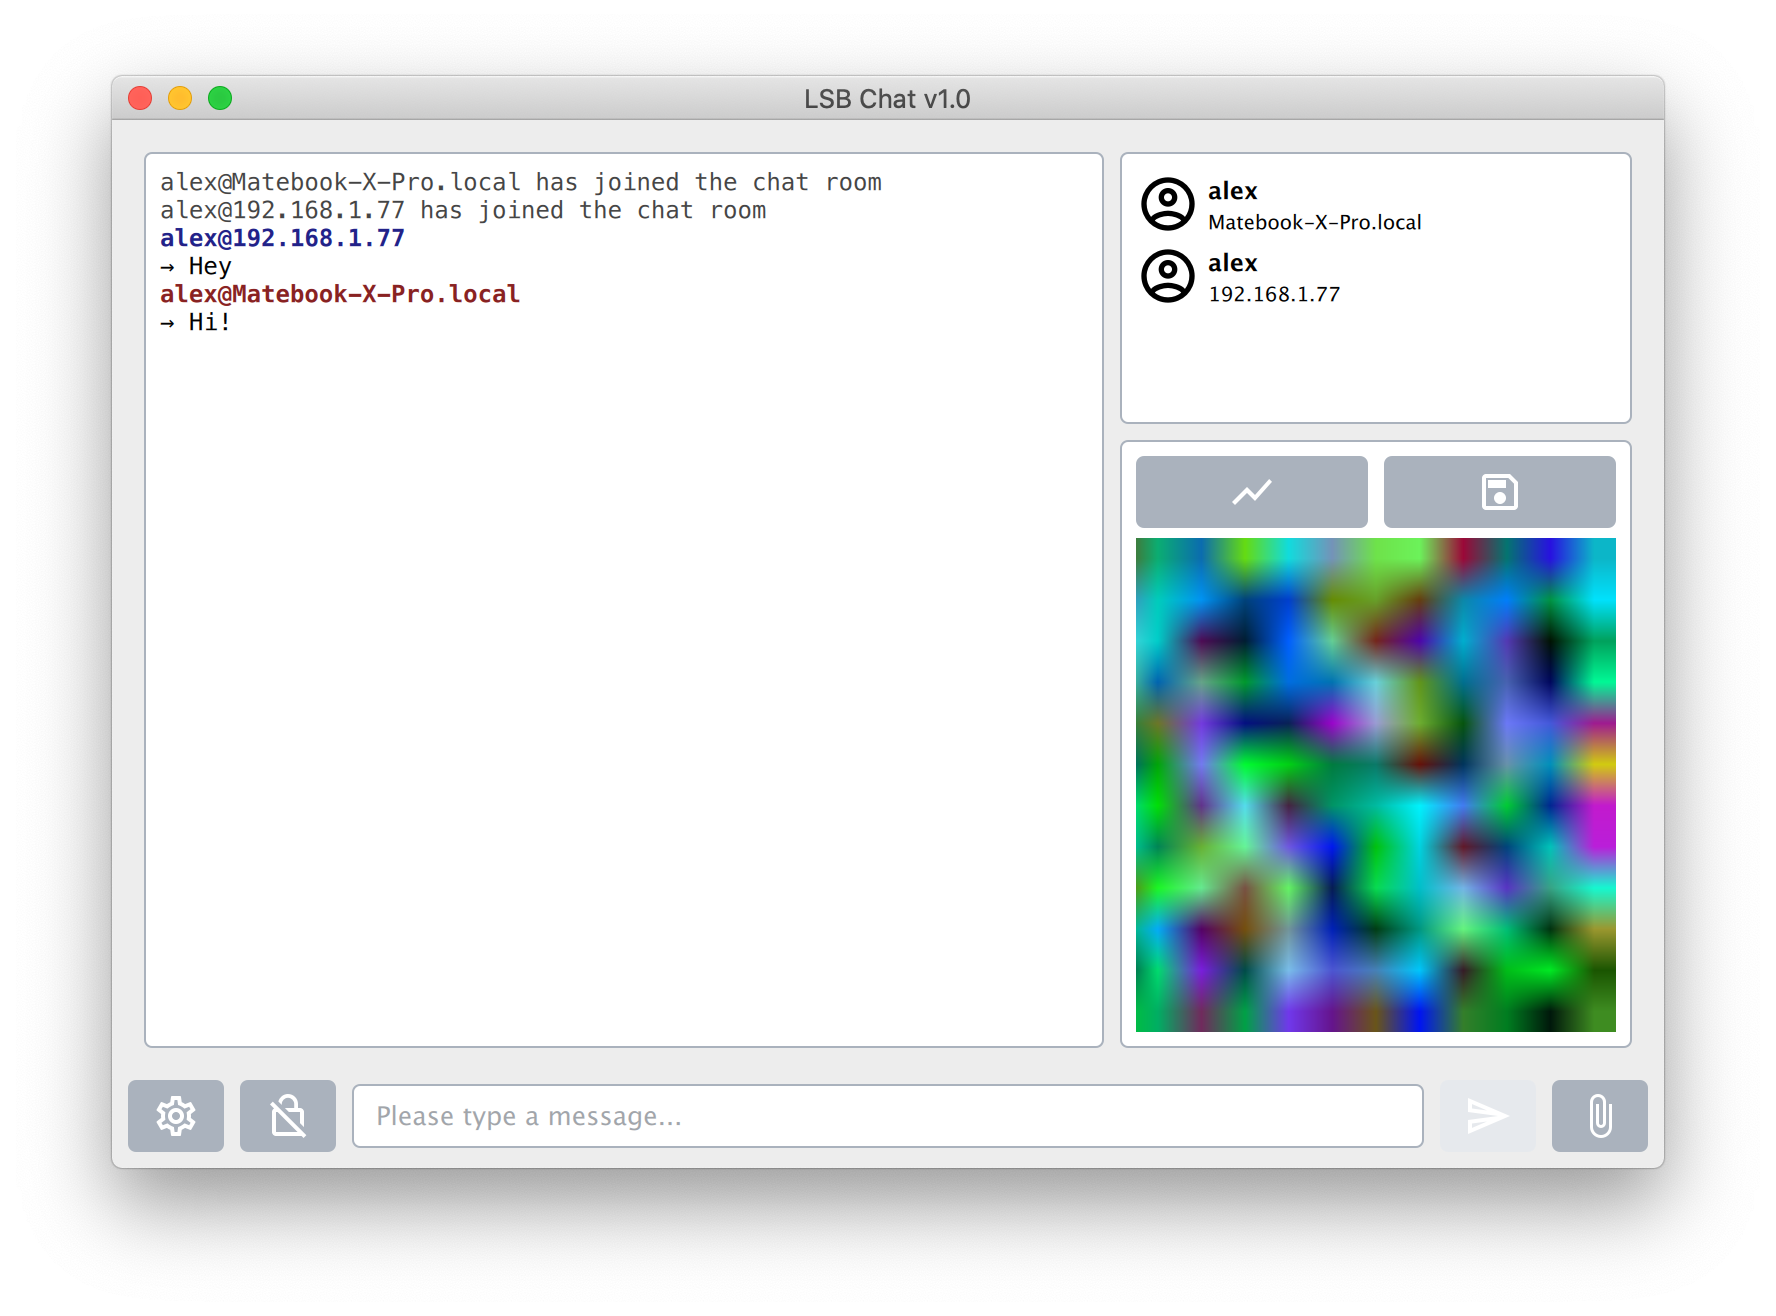 LSB Chat v1.0
alex@Matebook-X-Pro.local has joined the chat room
alex@192.168.1.77 has joined the chat room
alex@192.168.1.77
→ Hey
alex@Matebook-X-Pro.local
→ Hi!
alex
Matebook-X-Pro.local
alex
192.168.1.77
Please type a message...